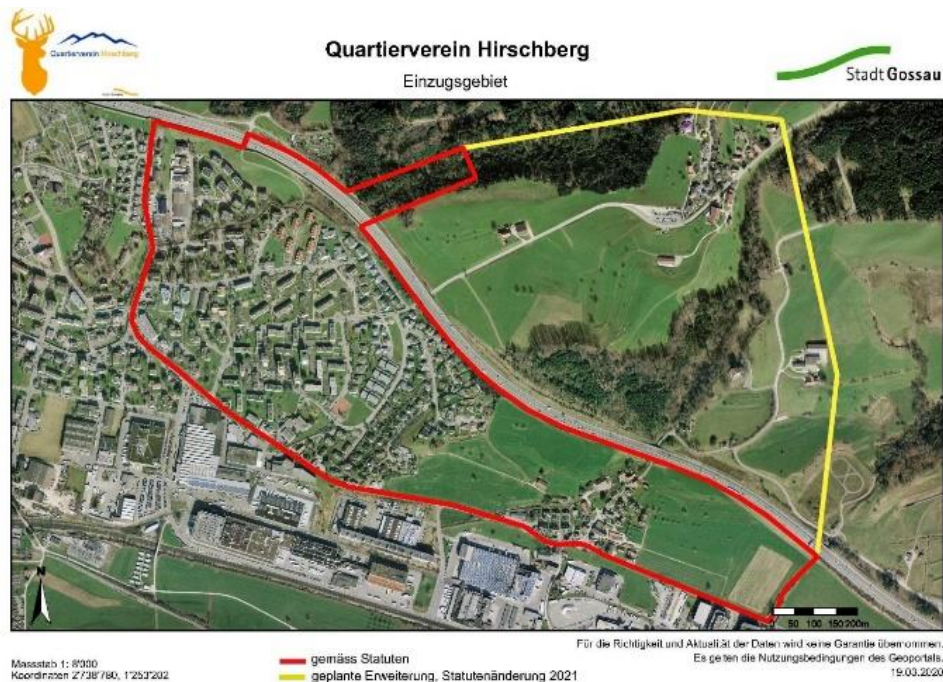 Quartierverein Hirschberg
Quartierverein Hirschberg
Einzugsgebiet
Stadt Gossau
N
0 50 100 150 200m
Massstab 1: 8'000
Koordinaten 2'738'780, 1'253'202
gemäss Statuten
geplante Erweiterung, Statutenänderung 2021
Für die Richtigkeit und Aktualität der Daten wird keine Garantie übernommen.
Es gelten die Nutzungsbedingungen des Geoportals.
19.03.2020